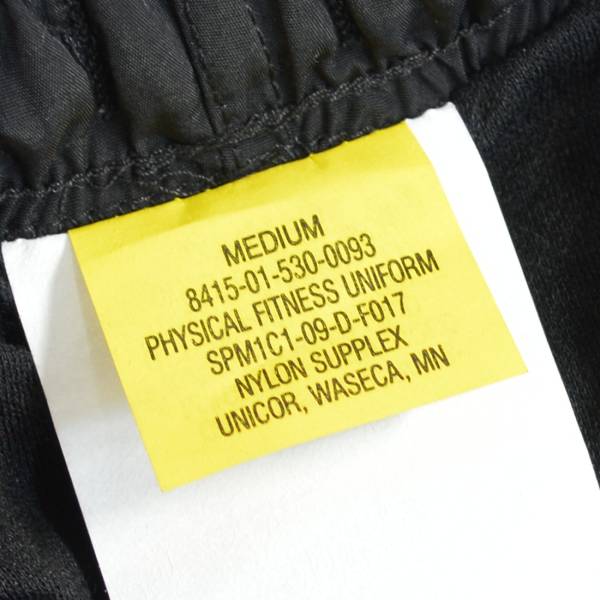 MEDIUM
8415-01-530-0093
PHYSICAL FITNESS UNIFORM
SPM1C1-09-D-F017
NYLON SUPPLEX
UNICOR, WASECA, MN